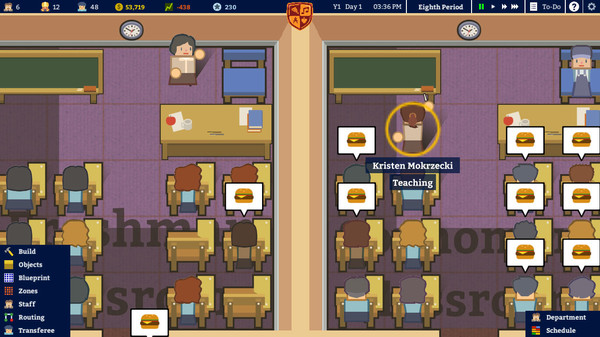 6 12 48 53,719 -438 230 Y1 Day 1 03:36 PM Eighth Period To-Do ?
Kristen Mokrzecki
Teaching
Build
Objects
Blueprint
Zones
Staff
Routing
Transferee
Department
Schedule